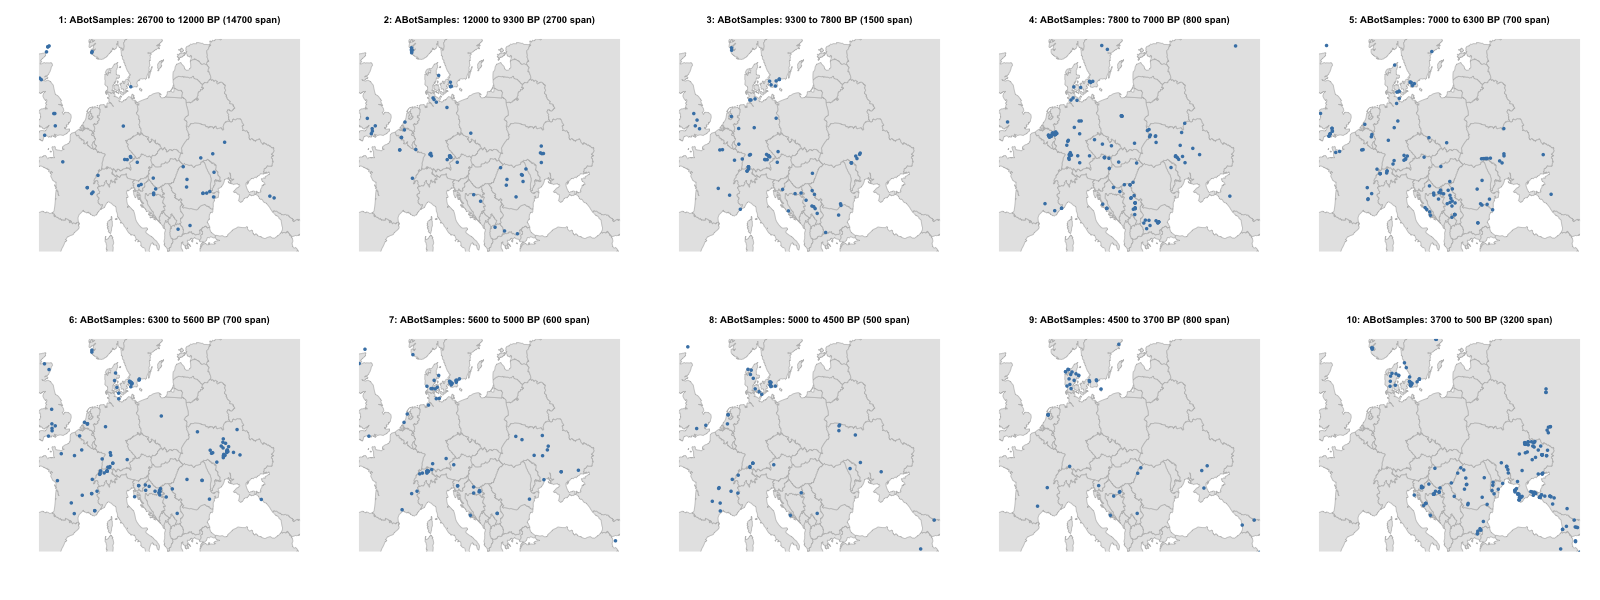 1: ABotSamples: 26700 to 12000 BP (14700 span)
2: ABotSamples: 12000 to 9300 BP (2700 span)
3: ABotSamples: 9300 to 7800 BP (1500 span)
4: ABotSamples: 7800 to 7000 BP (800 span)
5: ABotSamples: 7000 to 6300 BP (700 span)
6: ABotSamples: 6300 to 5600 BP (700 span)
7: ABotSamples: 5600 to 5000 BP (600 span)
8: ABotSamples: 5000 to 4500 BP (500 span)
9: ABotSamples: 4500 to 3700 BP (800 span)
10: ABotSamples: 3700 to 500 BP (3200 span)